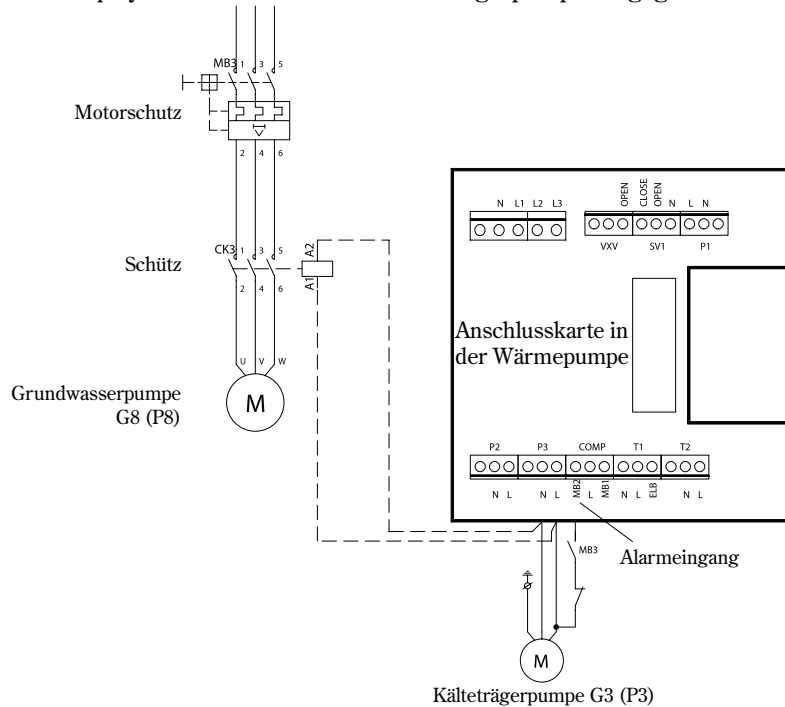 MB3 1 3 5
Motorschutz
2 4 6
CK3 1 3 5
A2
Schütz
A1
2 4 6
U V W
Grundwasserpumpe
G8 (P8)
M
N L1 L2 L3
OPEN CLOSE OPEN N L N
VXV SV1 P1
Anschlusskarte in
der Wärmepumpe
P2 P3 COMP T1 T2
N L N L MB2 L MB1 N L ELB N L
MB3
Alarmeingang
M
Kälteträgerpumpe G3 (P3)